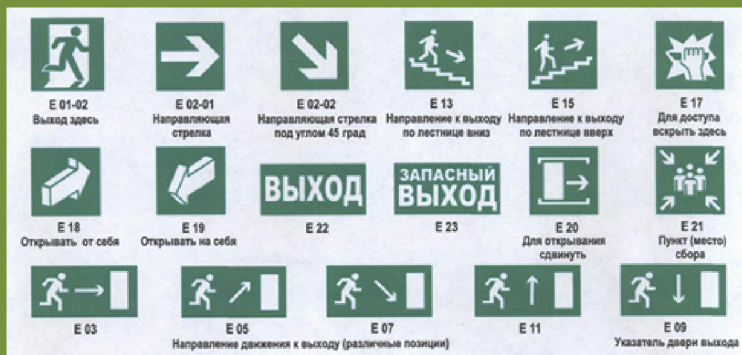 E 01-02
Выход здесь
E 02-01
Направляющая
стрелка
E 02-02
Направляющая стрелка
под углом 45 град
E 13
Направление к выходу
по лестнице вниз
E 15
Направление к выходу
по лестнице вверх
E 17
Для доступа
вскрыть здесь
E 18
Открывать от себя
E 19
Открывать на себя
ВЫХОД
E 22
ЗАПАСНЫЙ
ВЫХОД
E 23
E 20
Для открывания
сдвинуть
E 21
Пункт (место)
сбора
E 03
E 05
E 07
E 11
E 09
Направление движения к выходу (различные позиции)
Указатель двери выхода